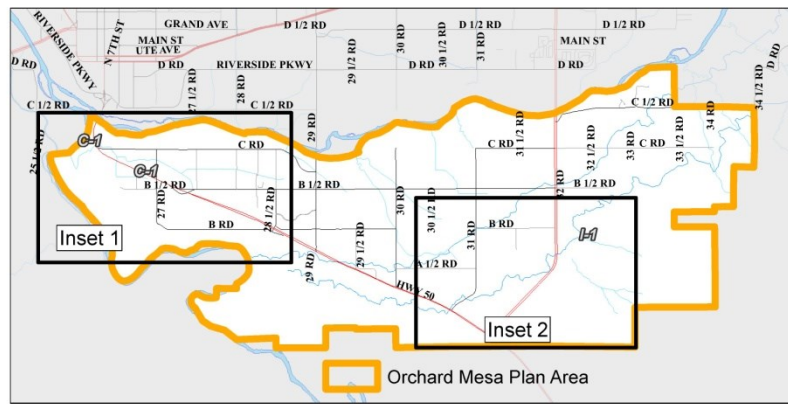 GRAND AVE
D 1/2 RD
D 1/2 RD
RIVERSIDE PKWY
N 7TH ST
MAIN ST
UTE AVE
30 RD
30 1/2 RD
31 RD
MAIN ST
D RD
D RD
D RD
RIVERSIDE PKWY
29 1/2 RD
D RD
D RD
27 1/2 RD
28 RD
C 1/2 RD
C 1/2 RD
C 1/2 RD
34 1/2 RD
25 1/2 RD
C-1
29 RD
C RD
31 1/2 RD
32 1/2 RD
33 RD
C RD
33 1/2 RD
34 RD
C-1
B 1/2 RD
B 1/2 RD
32 RD
B 1/2 RD
27 RD
28 1/2 RD
B RD
30 RD
30 1/2 RD
31 RD
B RD
I-1
Inset 1
29 RD
29 1/2 RD
A 1/2 RD
HWY 50
Inset 2
Orchard Mesa Plan Area